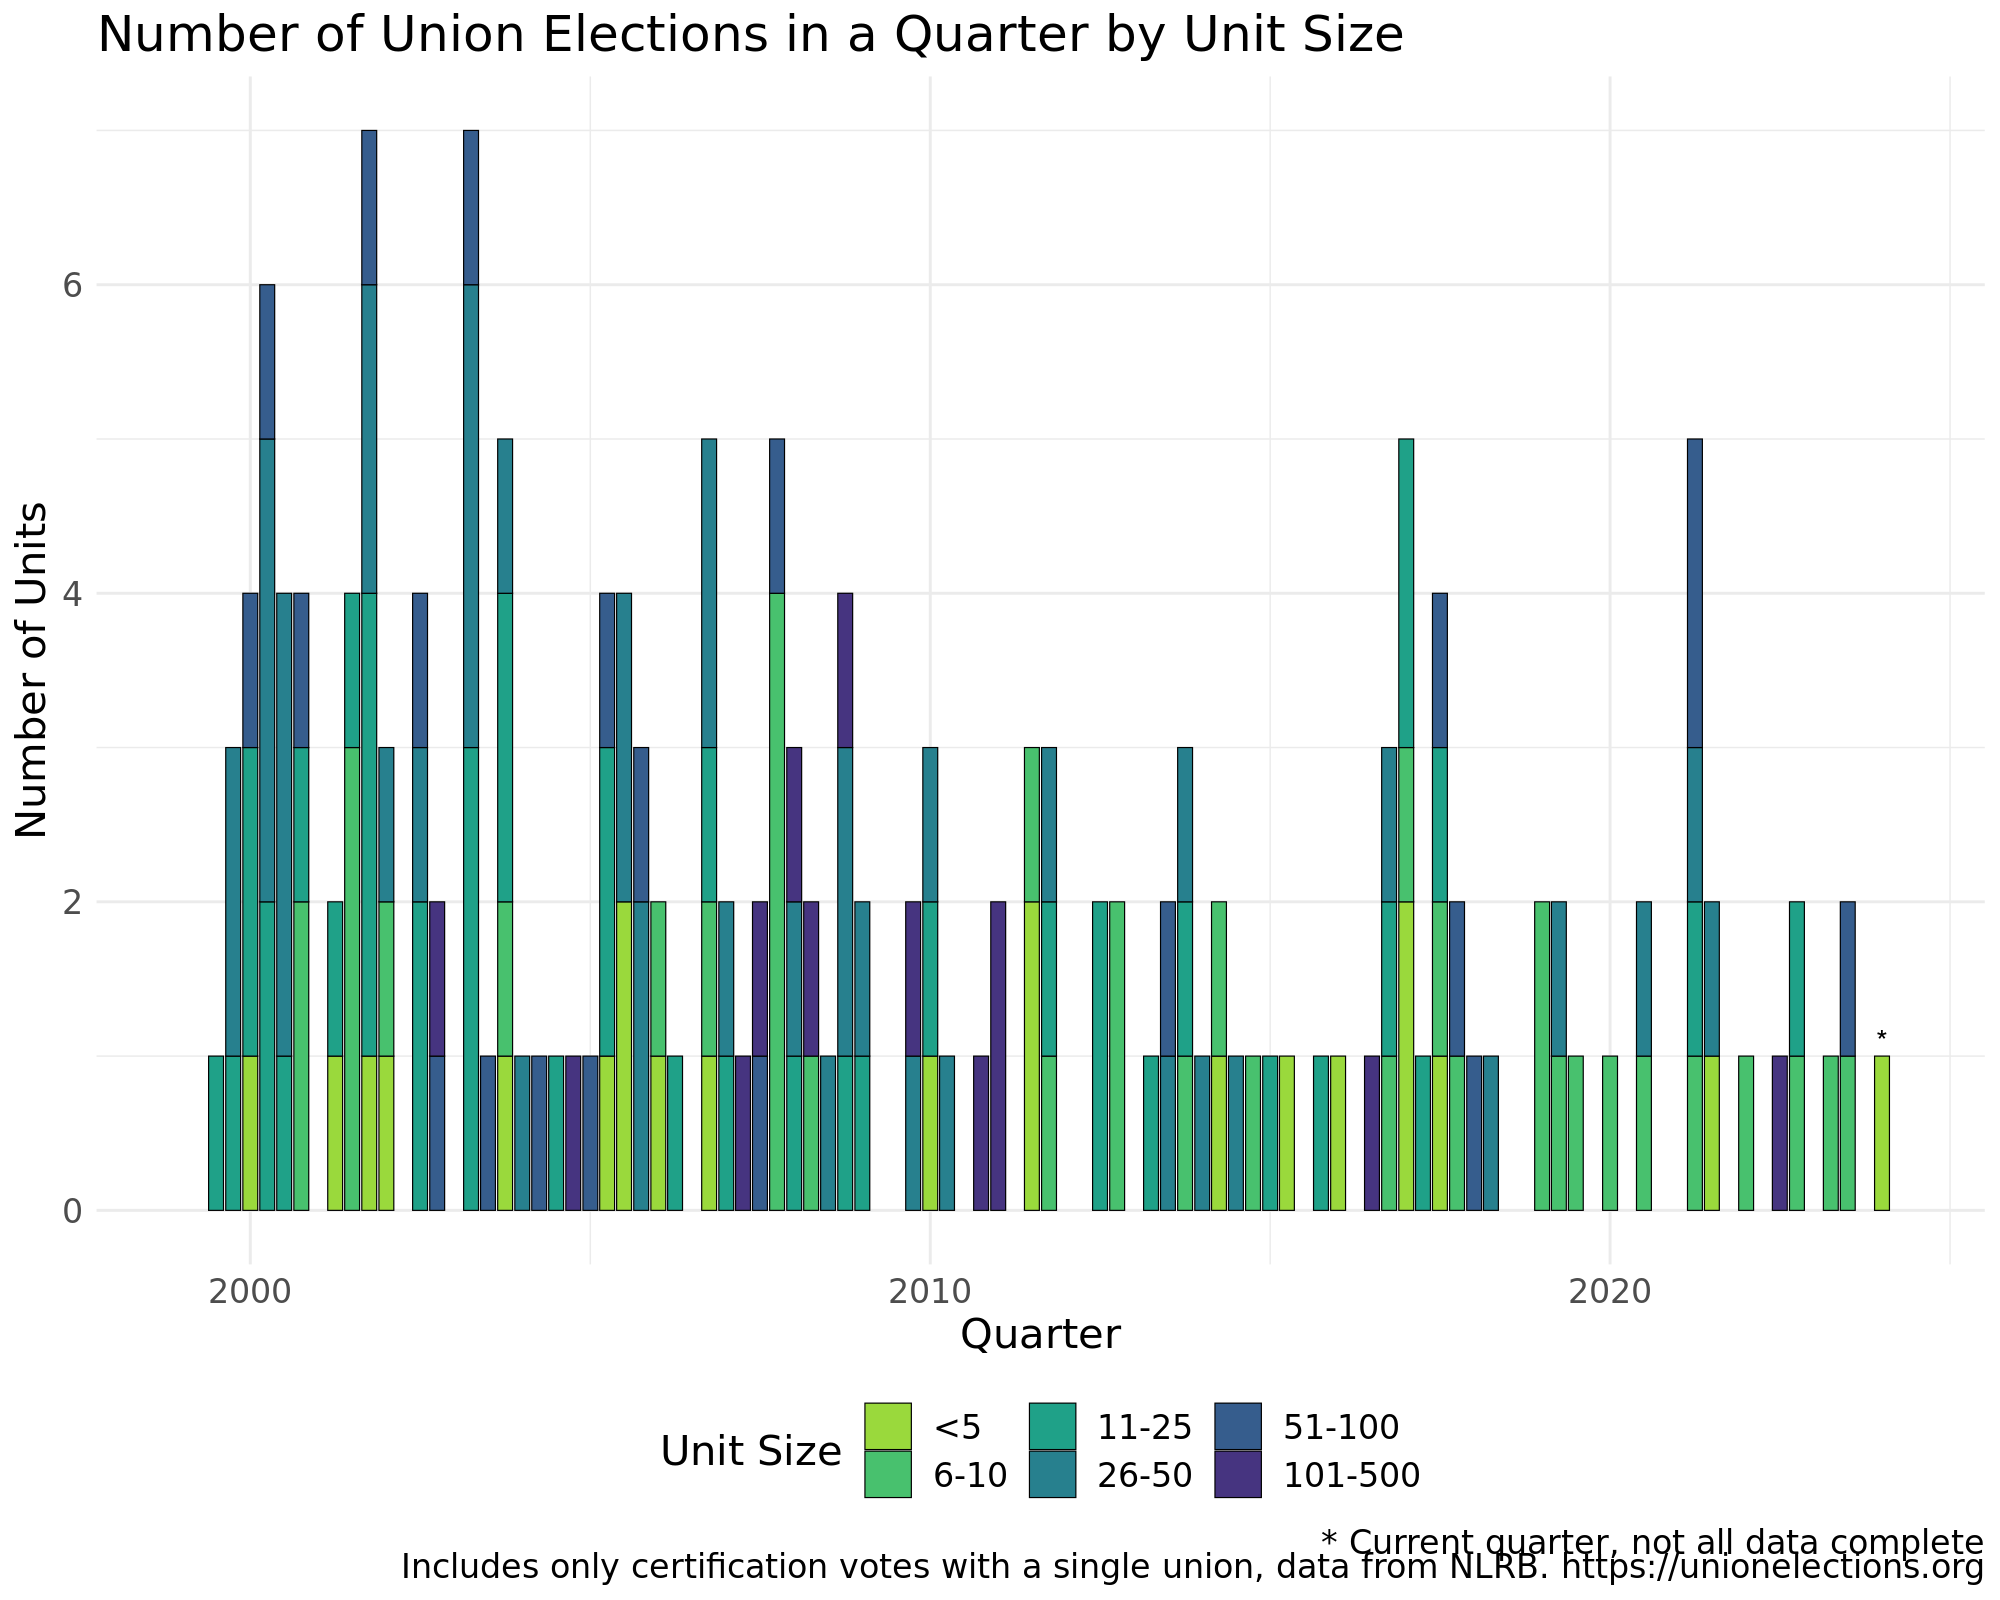 Number of Union Elections in a Quarter by Unit Size
Number of Units
6
4
2
0
*
2000 2010 2020
Quarter
Unit Size
<5 11-25 51-100
6-10 26-50 101-500
* Current quarter, not all data complete
Includes only certification votes with a single union, data from NLRB. https://unionelections.org